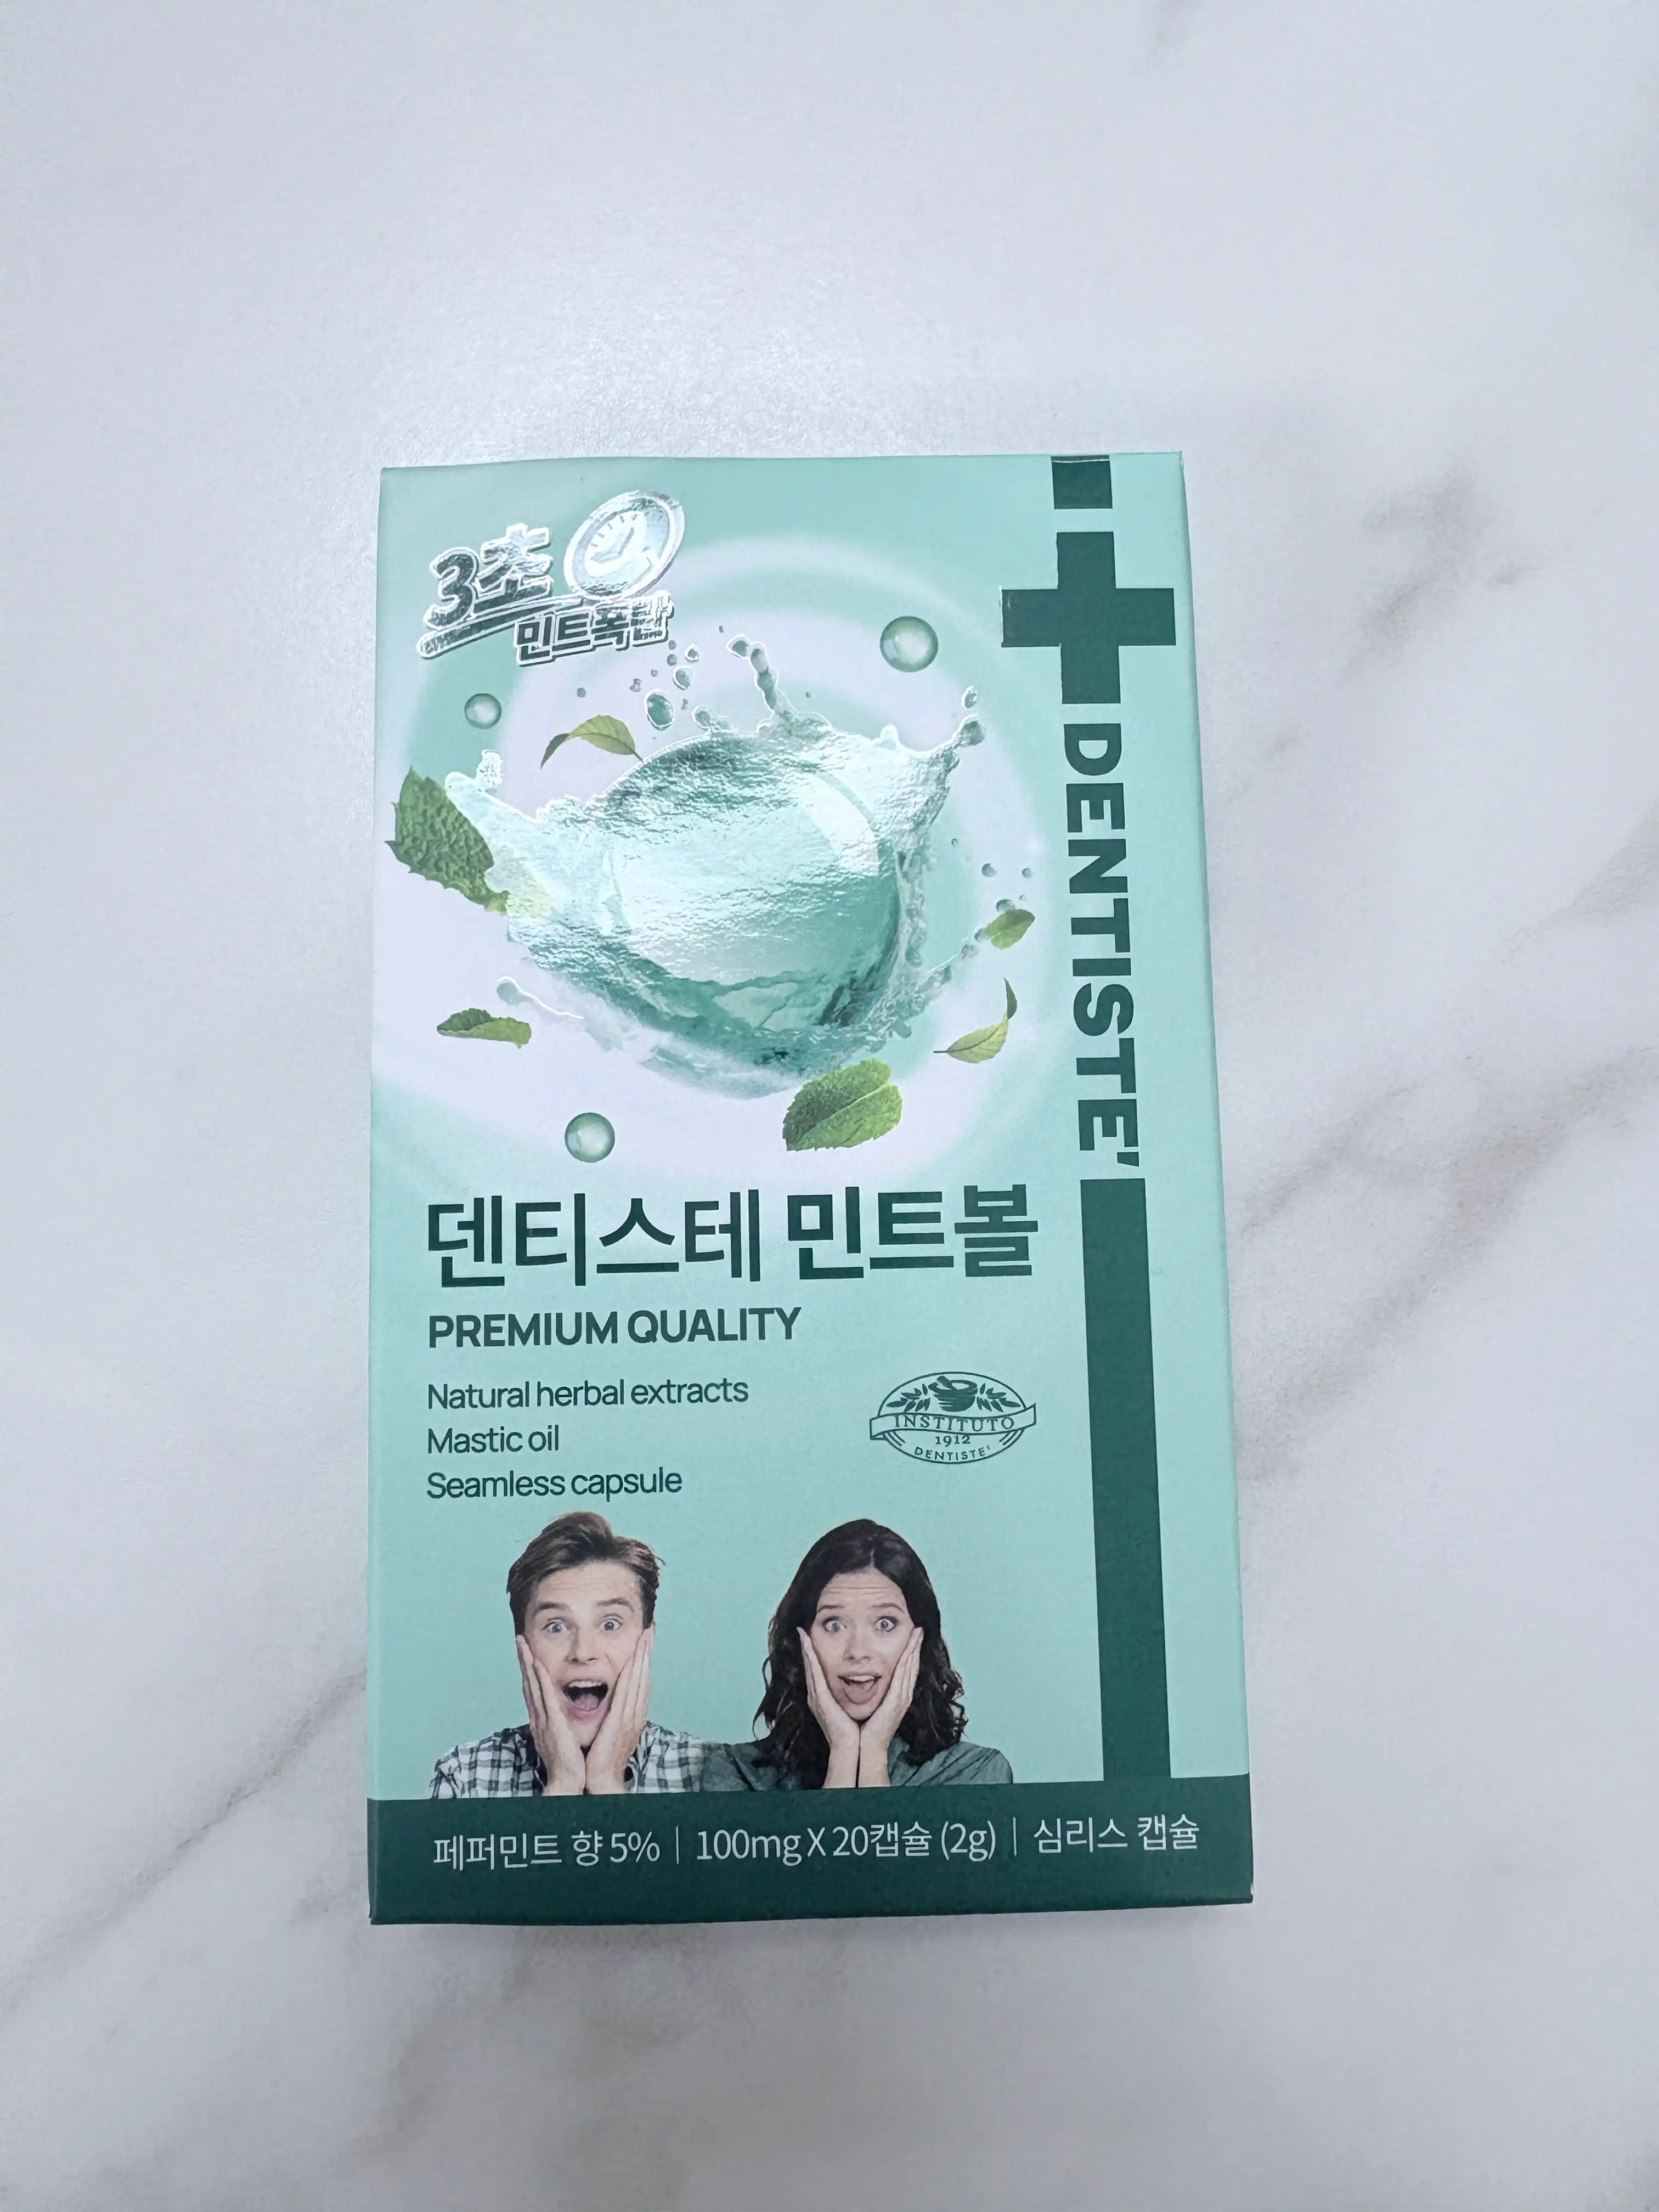 3초
민트폭탄
DENTISTE'
덴티스테 민트볼
PREMIUM QUALITY
Natural herbal extracts
Mastic oil
Seamless capsule
INSTITUTO
1912
DENTISTE'
페퍼민트 향 5% | 100mg X 20캡슐 (2g) | 심리스 캡슐